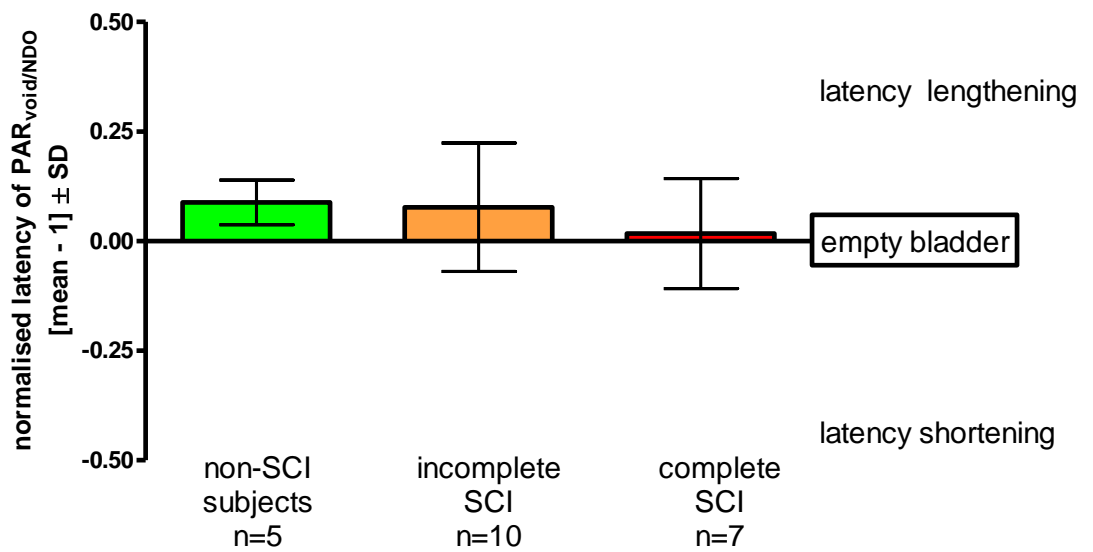 normalised latency of PARvoid/NDO
[mean - 1] ± SD
0.50
0.25
0.00
-0.25
-0.50
latency lengthening
empty bladder
latency shortening
non-SCI
subjects
n=5
incomplete
SCI
n=10
complete
SCI
n=7